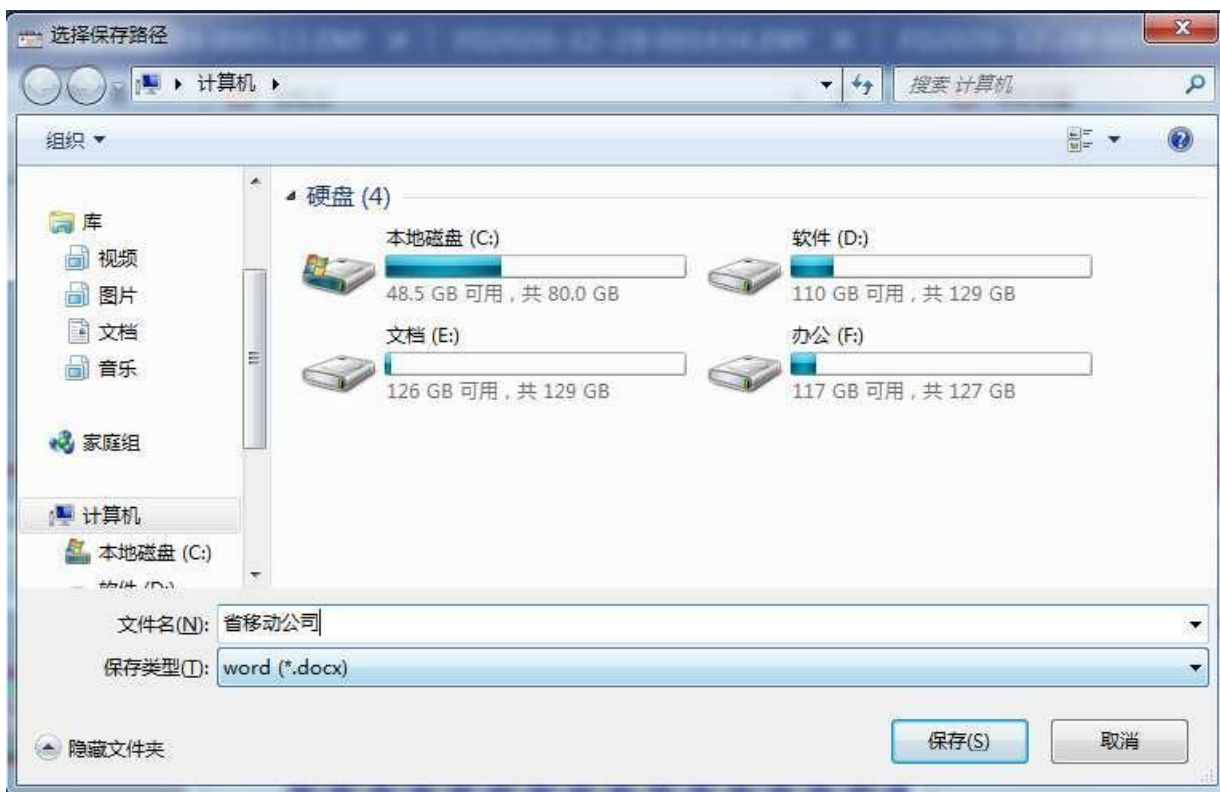 选择保存路径
计算机
搜索 计算机
组织
库
视频
图片
文档
音乐
家庭组
计算机
本地磁盘 (C:)
软件 (D:)
硬盘 (4)
本地磁盘 (C:)
48.5 GB 可用，共 80.0 GB
软件 (D:)
110 GB 可用，共 129 GB
文档 (E:)
126 GB 可用，共 129 GB
办公 (F:)
117 GB 可用，共 127 GB
文件名(N): 省移动公司
保存类型(T): word (*.docx)
隐藏文件夹
保存(S)
取消